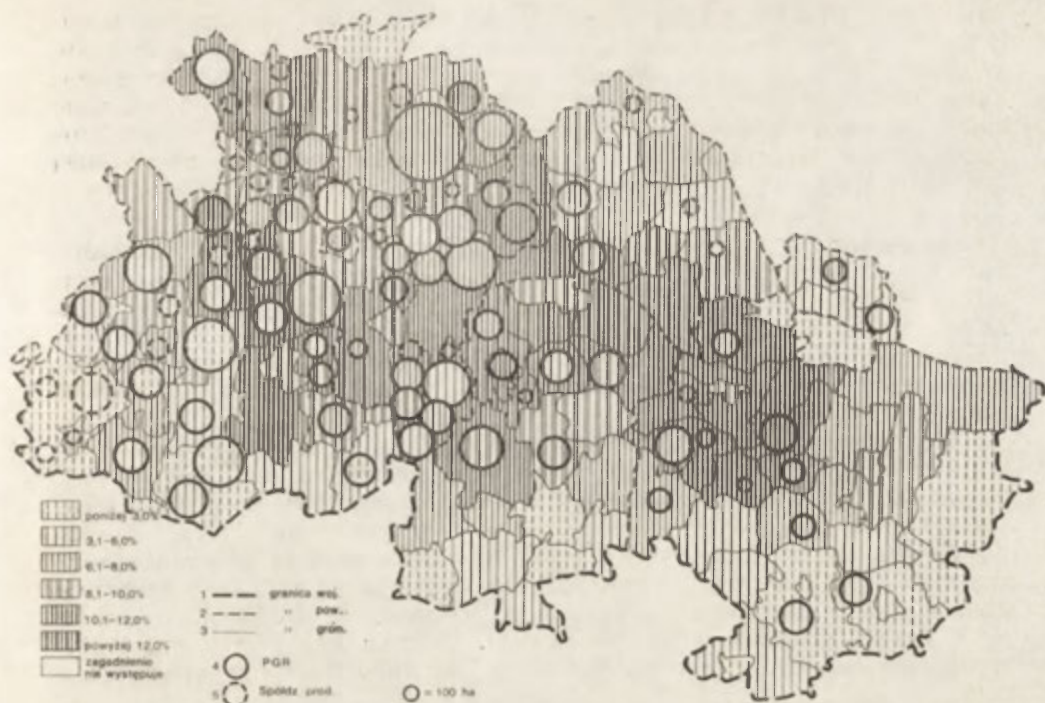 poniżej 3,0%
3,1-6,0%
6,1-8,0%
8,1-10,0%
10,1-12,0%
powyżej 12,0%
zagadnienie
nie występuje
1 granica woj.
2 " pow.
3 " grom.
4 PGR
5 Spółdz. prod.
= 100 ha